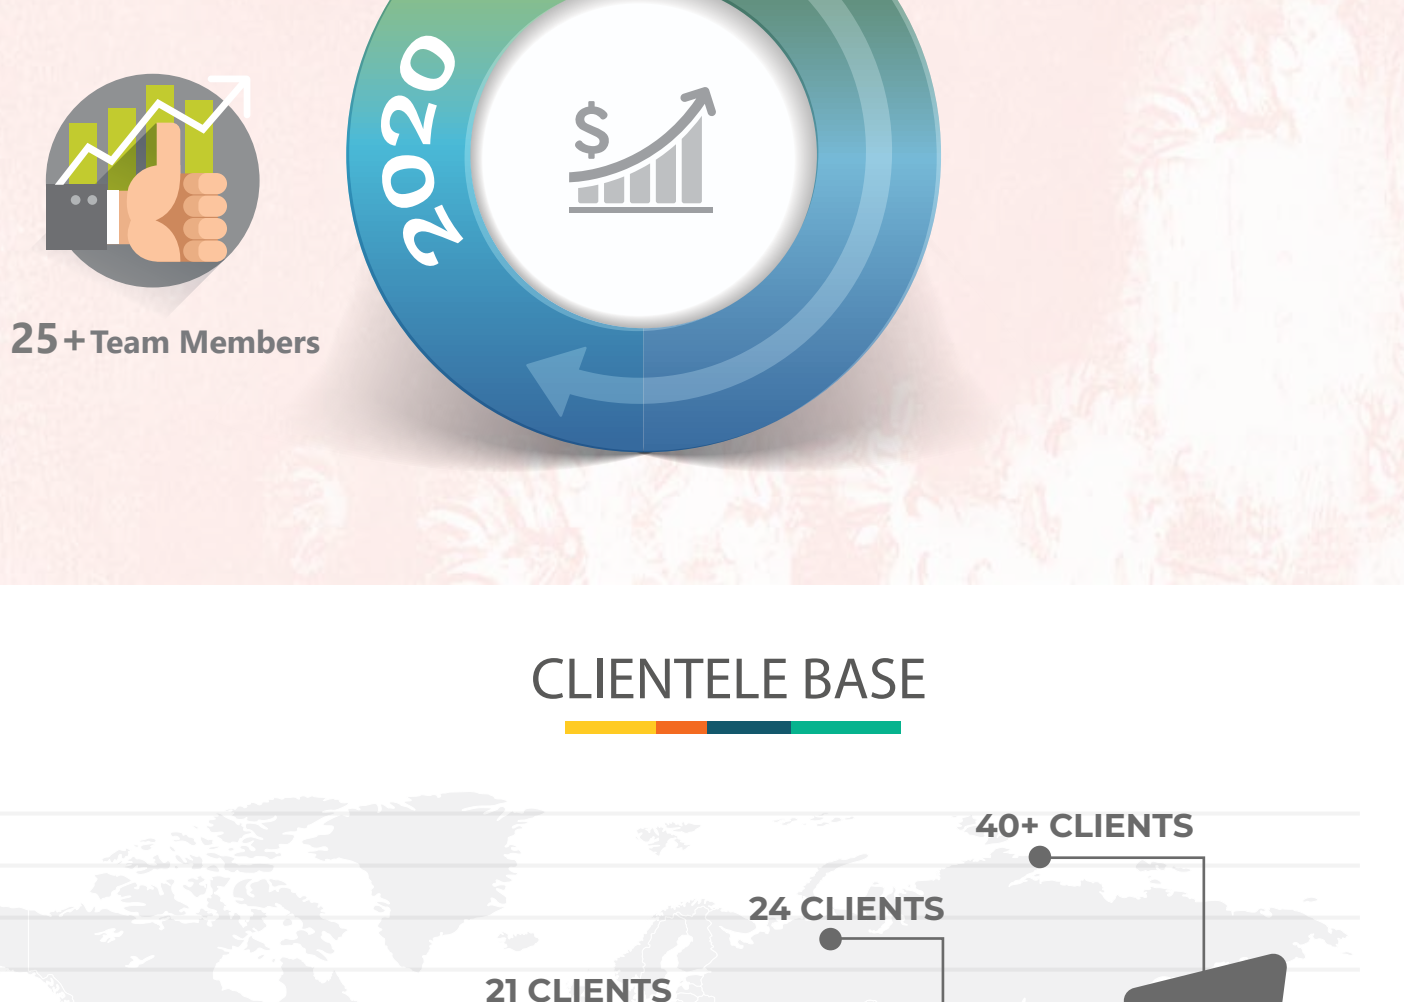 2020
$
25+ Team Members
CLIENTELE BASE
40+ CLIENTS
24 CLIENTS
21 CLIENTS